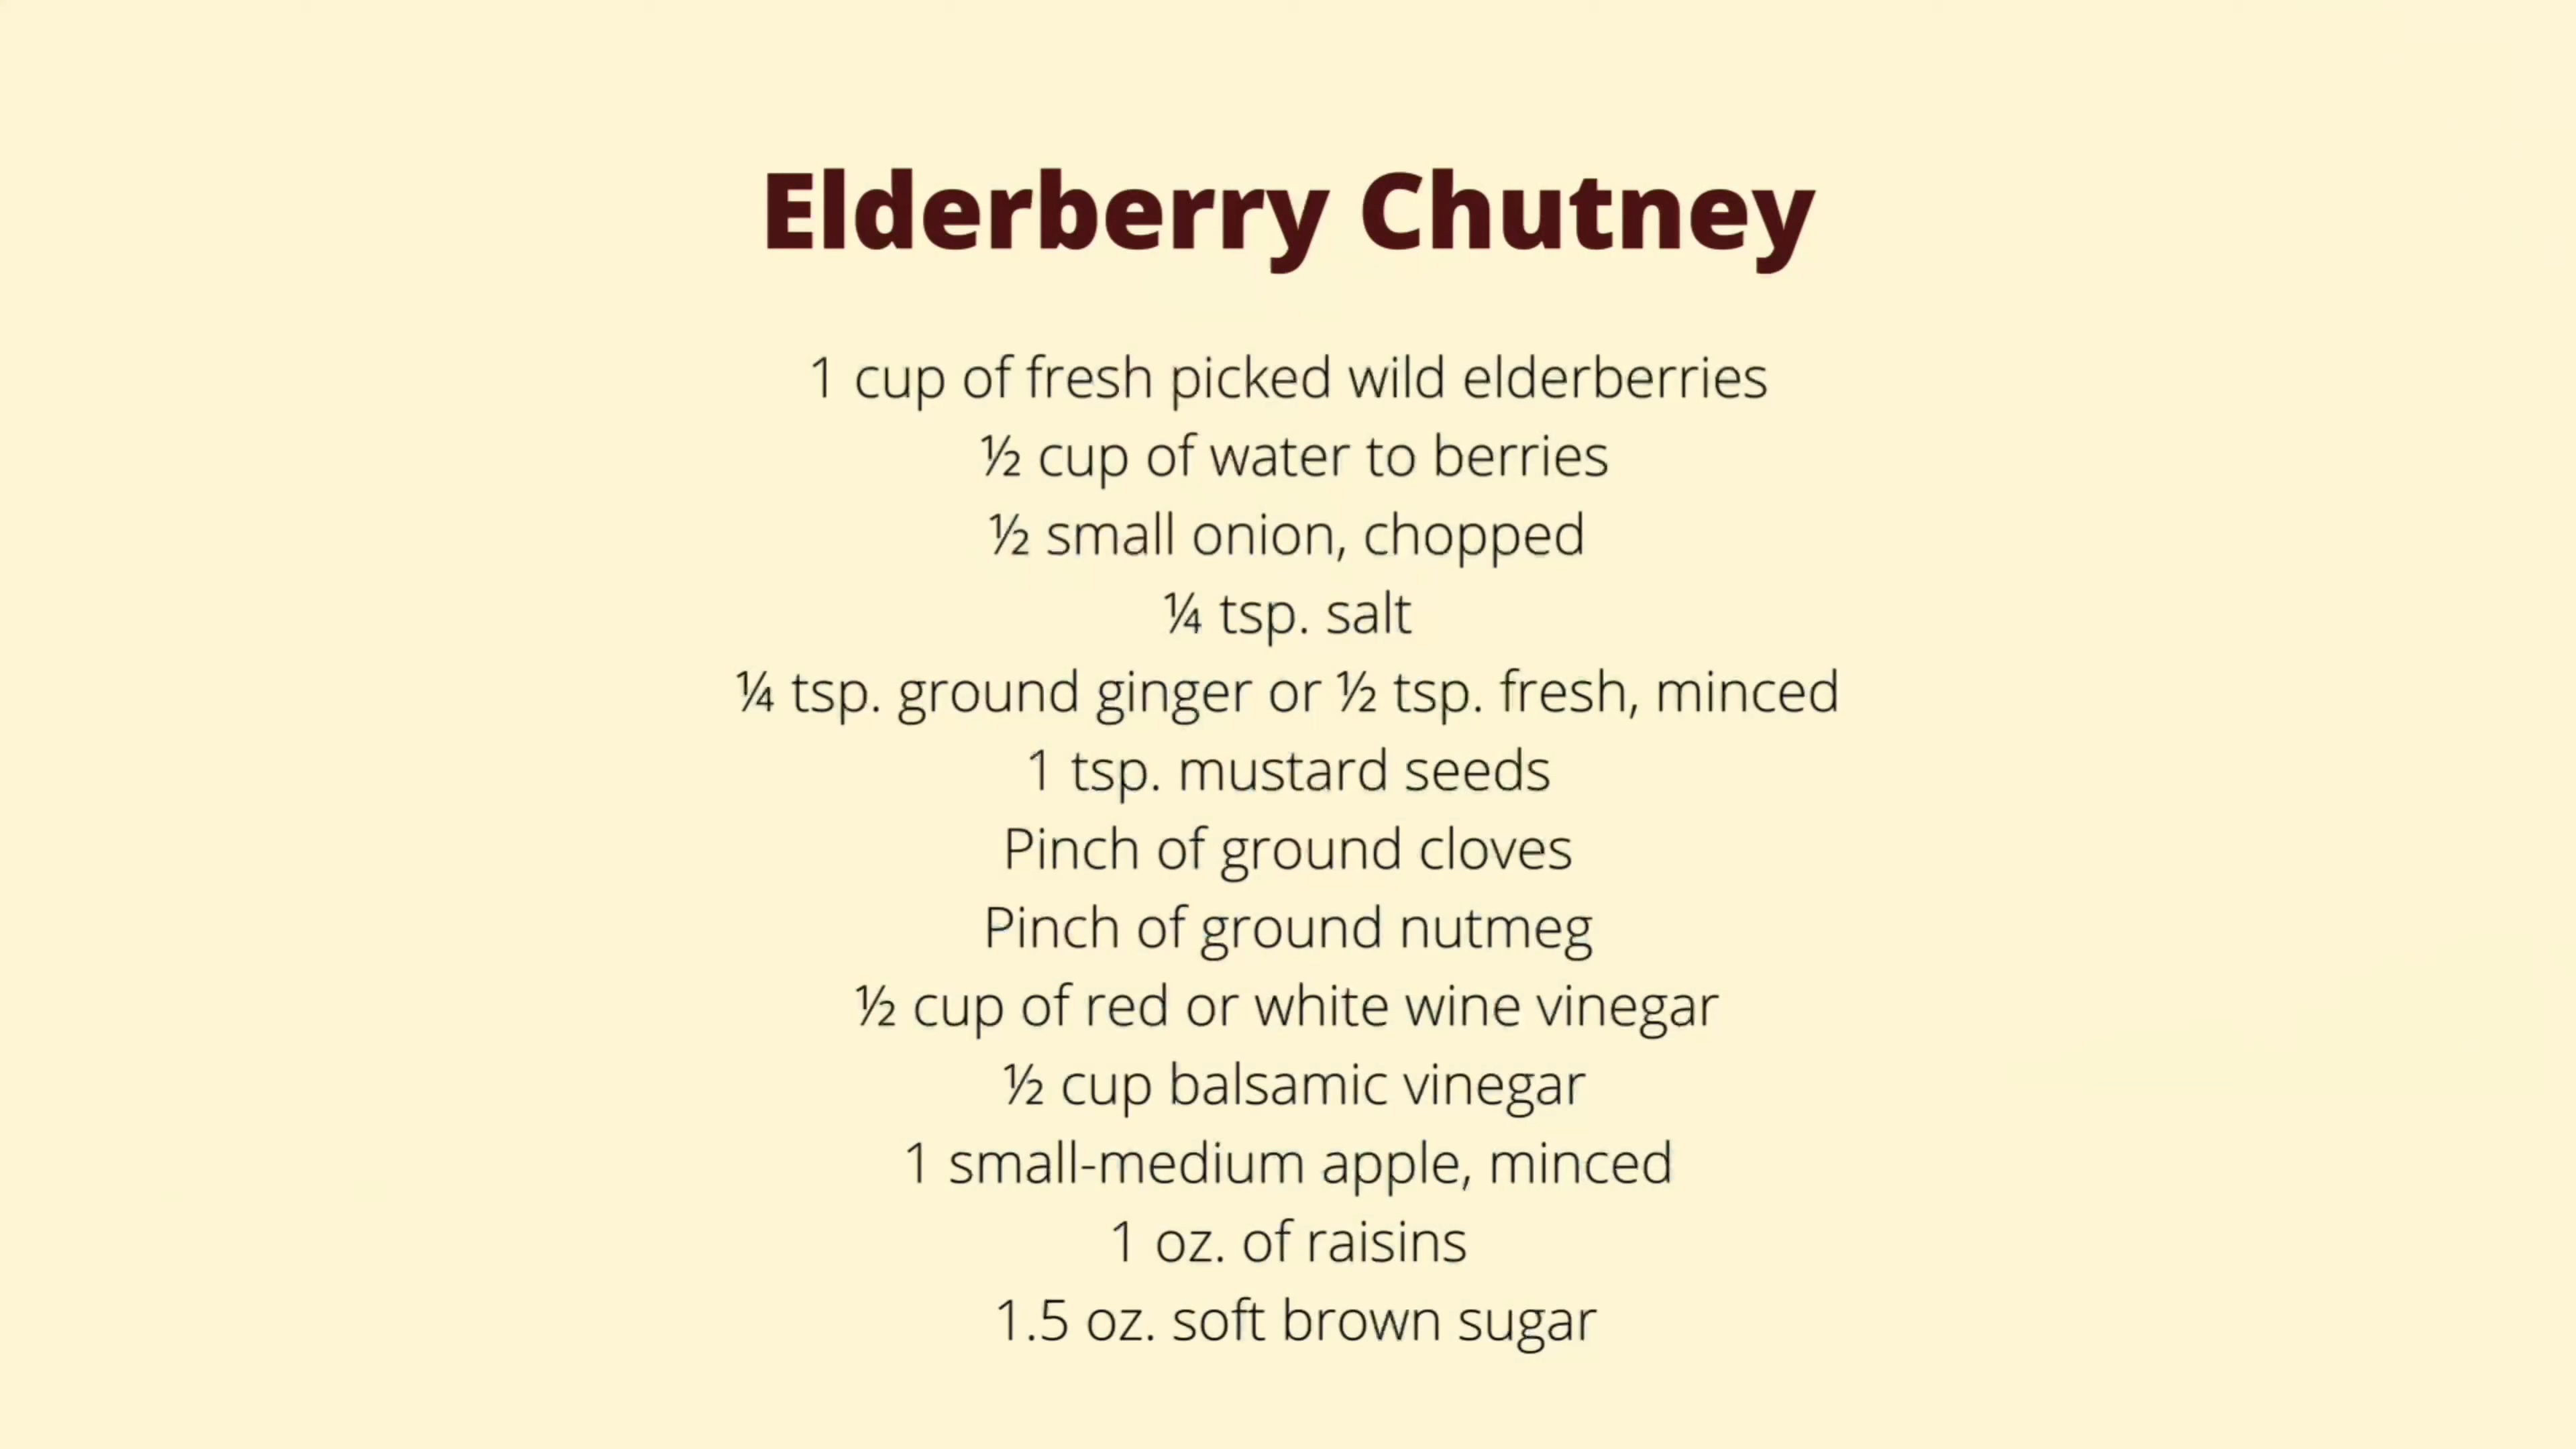 Elderberry Chutney
1 cup of fresh picked wild elderberries
½ cup of water to berries
½ small onion, chopped
¼ tsp. salt
¼ tsp. ground ginger or ½ tsp. fresh, minced
1 tsp. mustard seeds
Pinch of ground cloves
Pinch of ground nutmeg
½ cup of red or white wine vinegar
½ cup balsamic vinegar
1 small-medium apple, minced
1 oz. of raisins
1.5 oz. soft brown sugar